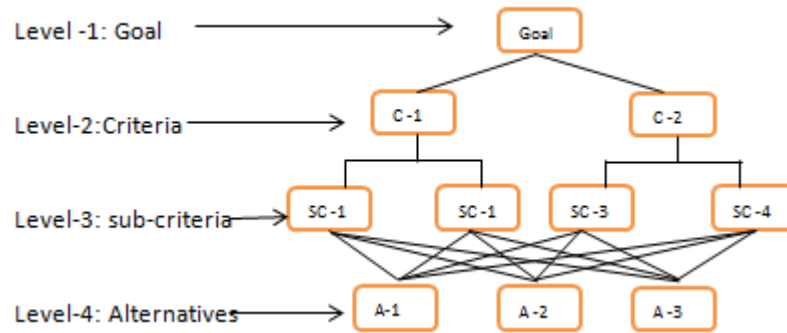 Level -1: Goal
Goal
Level-2:Criteria
C -1
C -2
Level-3: sub-criteria
SC -1
SC -1
SC -3
SC -4
Level-4: Alternatives
A-1
A -2
A -3